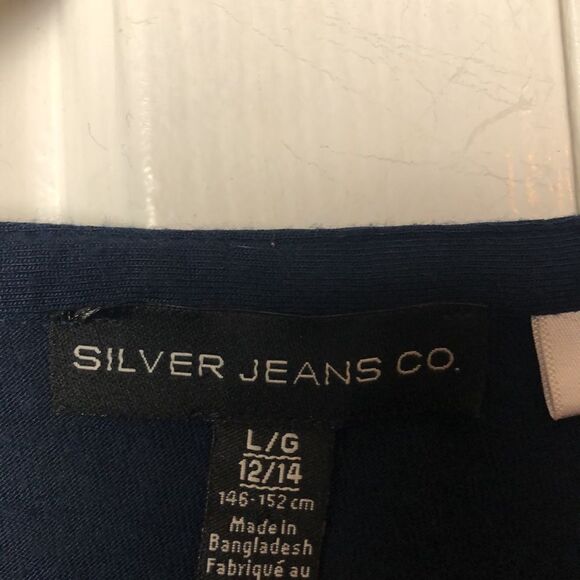 SILVER JEANS CO.
L/G
12/14
146-152 cm
Made in
Bangladesh
Fabriqué au